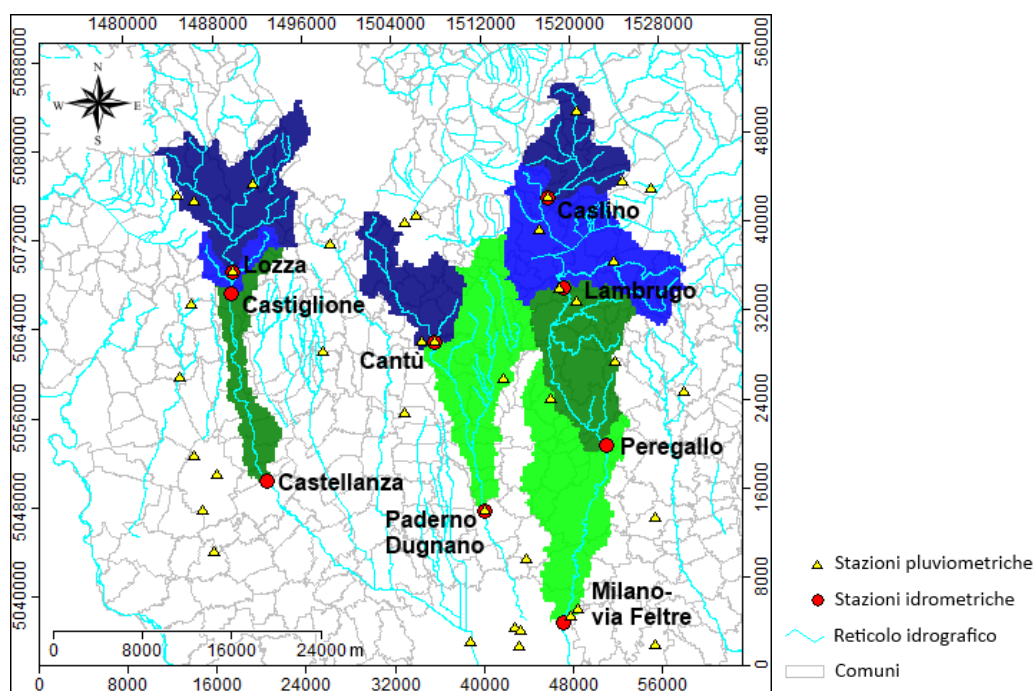 1480000 1488000 1496000 1504000 1512000 1520000 1528000
5088000 5080000 5072000 5064000 5056000 5048000 5040000
56000 48000 40000 32000 24000 16000 8000 0
N
W E
S
Caslino
Lozza
Lambrugo
Castiglione
Cantù
Peregallo
Castellanza
Paderno
Dugnano
Milano-
via Feltre
0 8000 16000 24000 m
0 8000 16000 24000 32000 40000 48000 56000
Stazioni pluviometriche
Stazioni idrometriche
Reticolo idrografico
Comuni